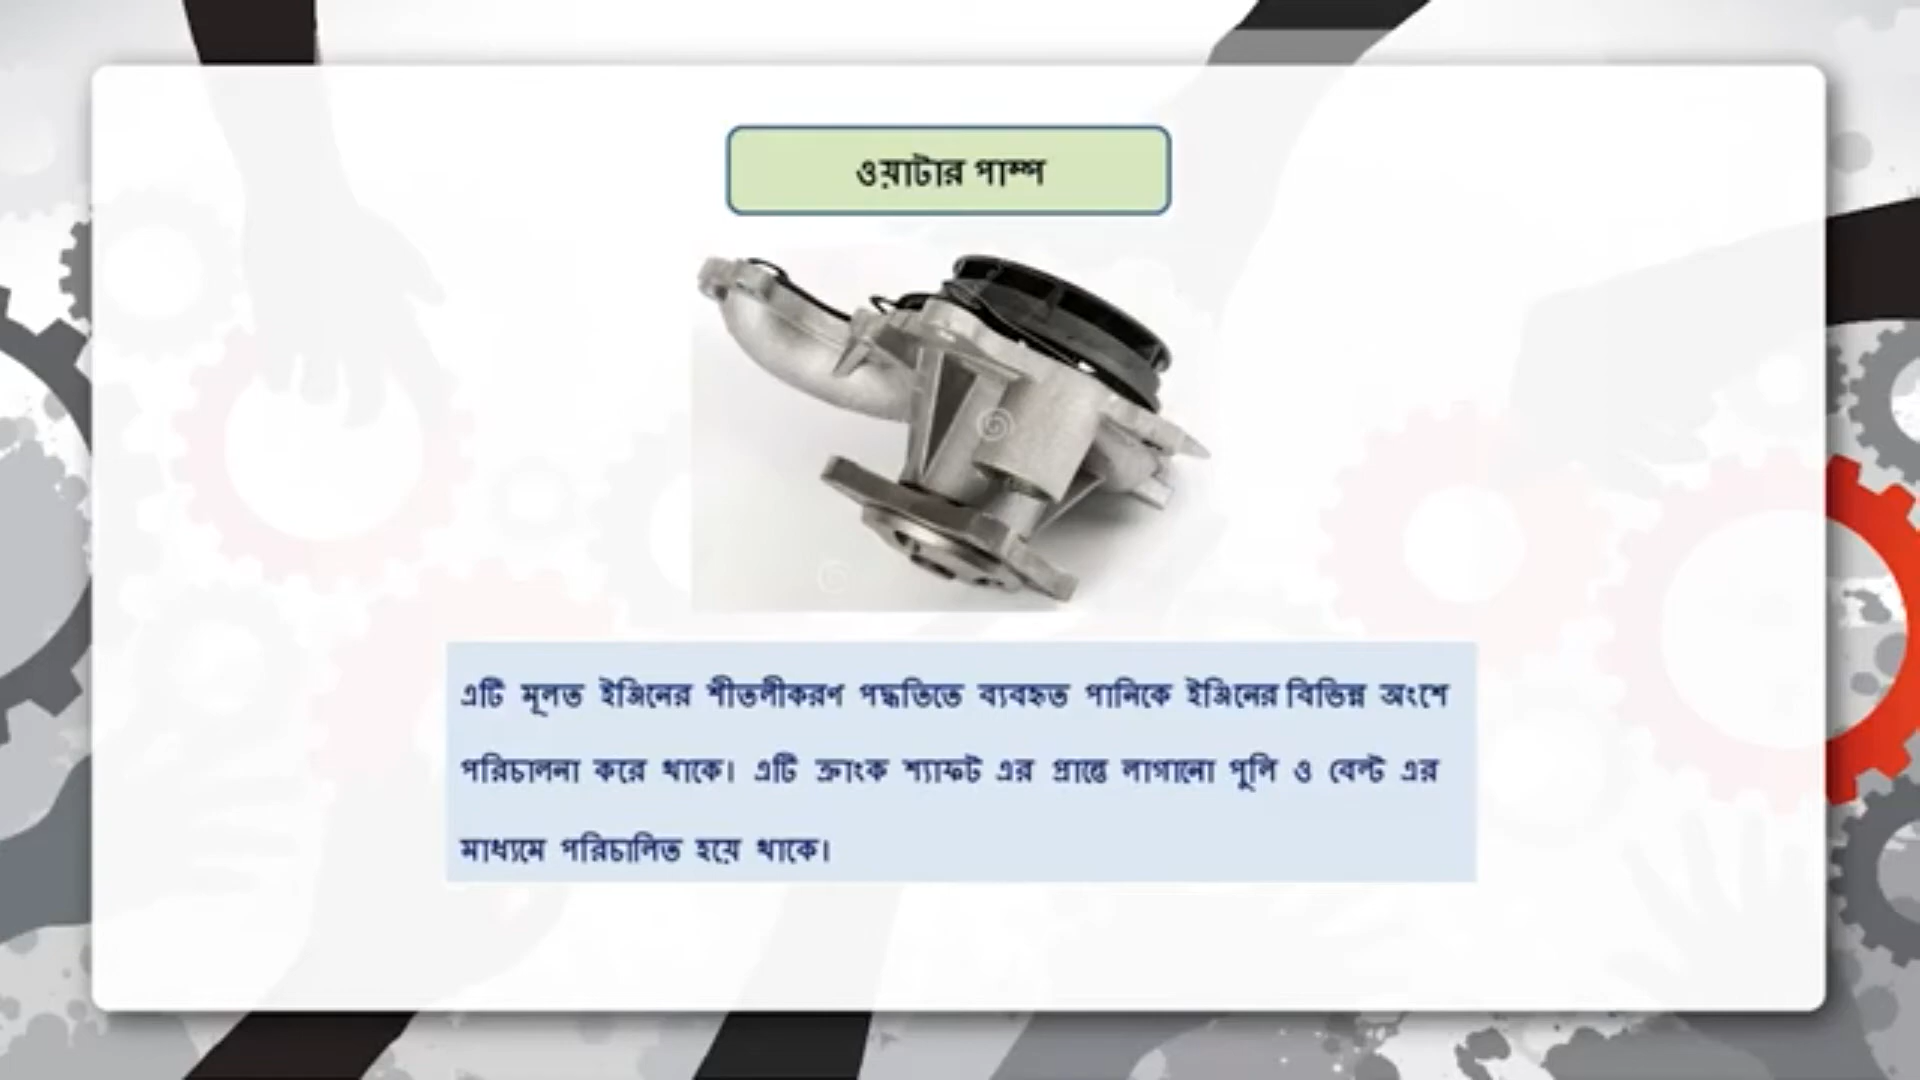 ওয়াটার পাম্প
এটি মূলত ইঞ্জিনের শীতলীকরণ পদ্ধতিতে ব্যবহৃত পানিকে ইঞ্জিনের বিভিন্ন অংশে
পরিচালনা করে থাকে। এটি ক্রাংক শ্যাফট এর প্রান্তে লাগানো পুলি ও বেল্ট এর
মাধ্যমে পরিচালিত হয়ে থাকে।